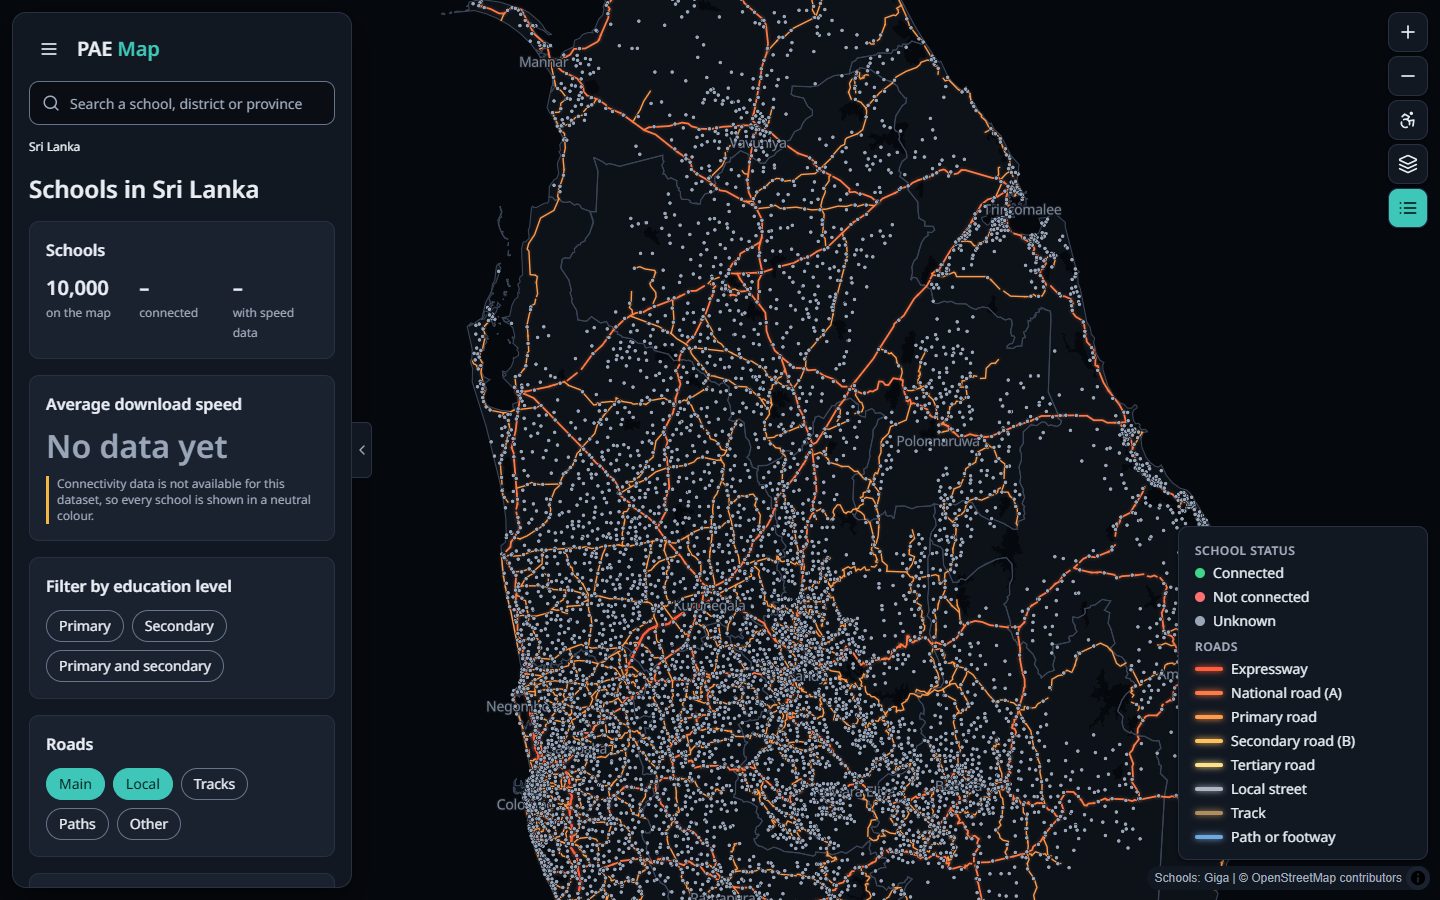 PAE Map
Search a school, district or province
Sri Lanka
Schools in Sri Lanka
Schools
10,000
on the map
–
connected
–
with speed
data
Average download speed
No data yet
Connectivity data is not available for this
dataset, so every school is shown in a neutral
colour.
Filter by education level
Primary
Secondary
Primary and secondary
Roads
Main
Local
Tracks
Paths
Other
Mannar
Vavuniya
Trincomalee
Polonnaruwa
Kurunegala
Negombo
SCHOOL STATUS
Connected
Not connected
Unknown
ROADS
Expressway
National road (A)
Primary road
Secondary road (B)
Tertiary road
Local street
Track
Path or footway
Schools: Giga | © OpenStreetMap contributors